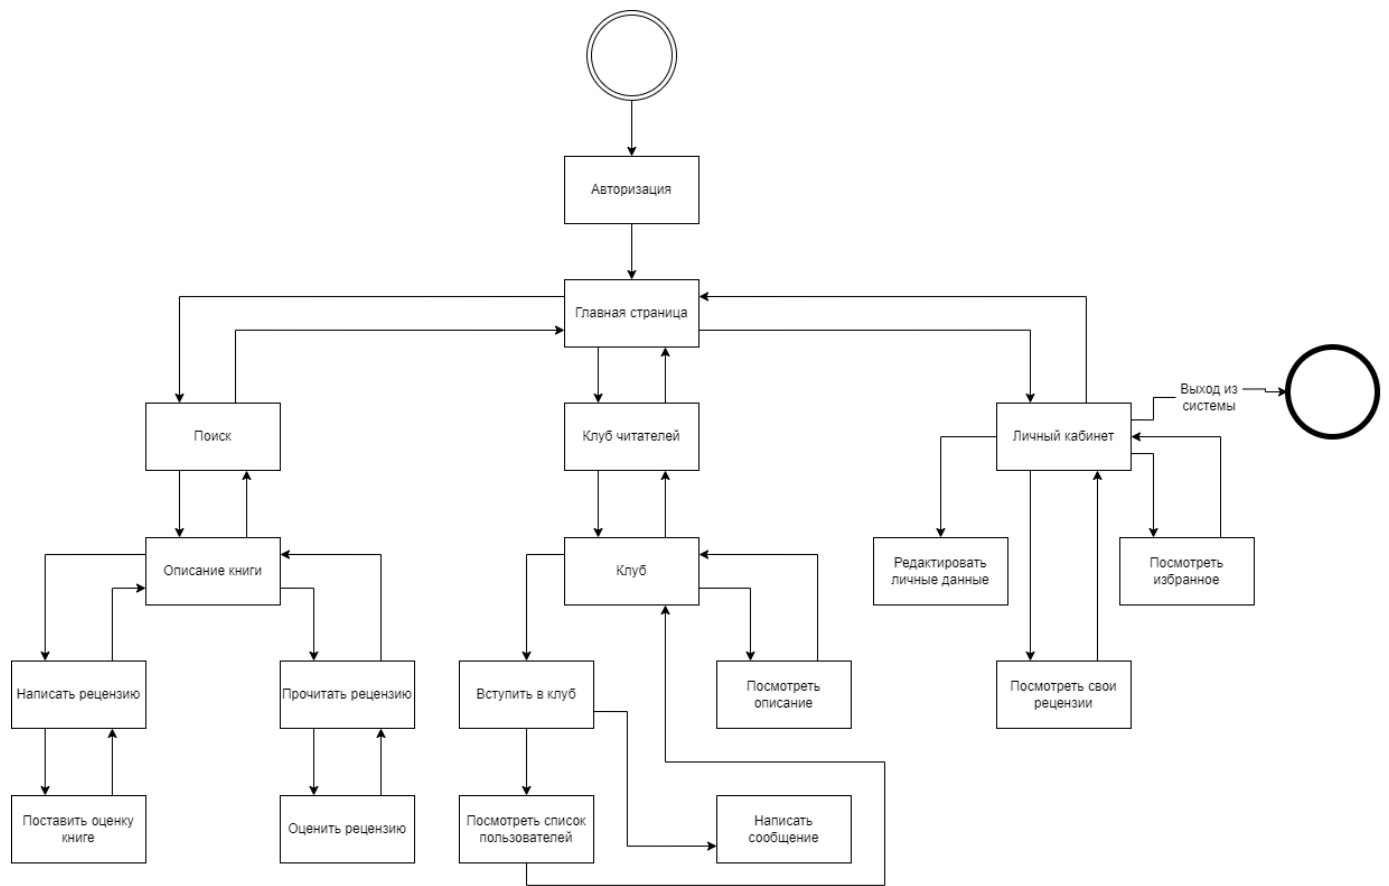 Авторизация
Главная страница
Выход из
системы
Поиск
Клуб читателей
Личный кабинет
Описание книги
Клуб
Редактировать
личные данные
Посмотреть
избранное
Написать рецензию
Прочитать рецензию
Вступить в клуб
Посмотреть
описание
Посмотреть свои
рецензии
Поставить оценку
книге
Оценить рецензию
Посмотреть список
пользователей
Написать
сообщение